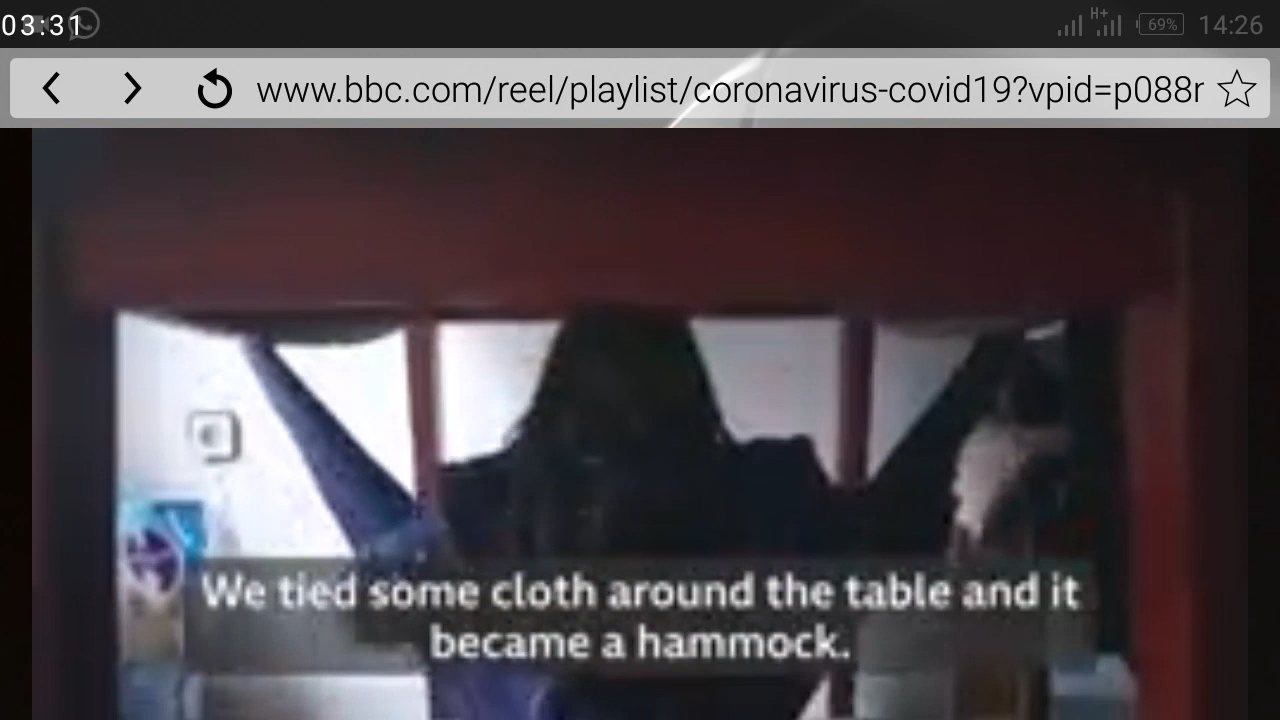 03:31
H+
69% 14:26
www.bbc.com/reel/playlist/coronavirus-covid19?vpid=p088r
We tied some cloth around the table and it
became a hammock.